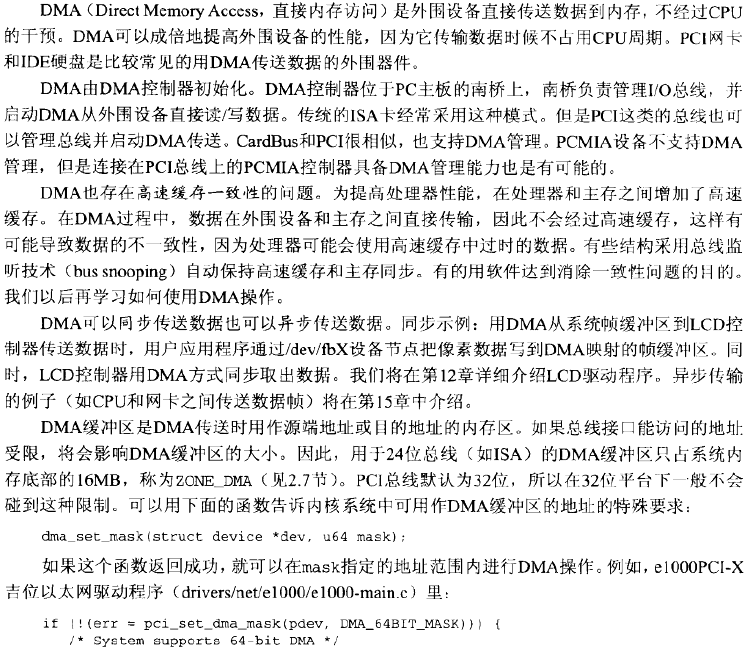 DMA（Direct Memory Access，直接内存访问）是外围设备直接传送数据到内存，不经过CPU
的干预。DMA可以成倍地提高外围设备的性能，因为它传输数据时候不占用CPU周期。PCI网卡
和IDE硬盘是比较常见的用DMA传送数据的外围器件。
DMA由DMA控制器初始化。DMA控制器位于PC主板的南桥上，南桥负责管理I/O总线，并
启动DMA从外围设备直接读/写数据。传统的ISA卡经常采用这种模式。但是PCI这类的总线也可
以管理总线并启动DMA传送。CardBus和PCI很相似，也支持DMA管理。PCMIA设备不支持DMA
管理，但是连接在PCI总线上的PCMIA控制器具备DMA管理能力也是有可能的。
DMA也存在高速缓存一致性的问题。为提高处理器性能，在处理器和主存之间增加了高速
缓存。在DMA过程中，数据在外围设备和主存之间直接传输，因此不会经过高速缓存，这样有
可能导致数据的不一致性，因为处理器可能会使用高速缓存中过时的数据。有些结构采用总线监
听技术（bus snooping）自动保持高速缓存和主存同步。有的用软件达到消除一致性问题的目的。
我们以后再学习如何使用DMA操作。
DMA可以同步传送数据也可以异步传送数据。同步示例：用DMA从系统帧缓冲区到LCD控
制器传送数据时，用户应用程序通过/dev/fbX设备节点把像素数据写到DMA映射的帧缓冲区。同
时，LCD控制器用DMA方式同步取出数据。我们将在第12章详细介绍LCD驱动程序。异步传输
的例子（如CPU和网卡之间传送数据帧）将在第15章中介绍。
DMA缓冲区是DMA传送时用作源端地址或目的地址的内存区。如果总线接口能访问的地址
受限，将会影响DMA缓冲区的大小。因此，用于24位总线（如ISA）的DMA缓冲区只占系统内
存底部的16MB，称为ZONE_DMA（见2.7节）。PCI总线默认为32位，所以在32位平台下一般不会
碰到这种限制。可以用下面的函数告诉内核系统中可用作DMA缓冲区的地址的特殊要求：
dma_set_mask(struct device *dev, u64 mask);
如果这个函数返回成功，就可以在mask指定的地址范围内进行DMA操作。例如，e1000PCI-X
吉位以太网驱动程序（drivers/net/e1000/e1000-main.c）里：
if (!(err = pci_set_dma_mask(pdev, DMA_64BIT_MASK))) {
/* System supports 64-bit DMA */